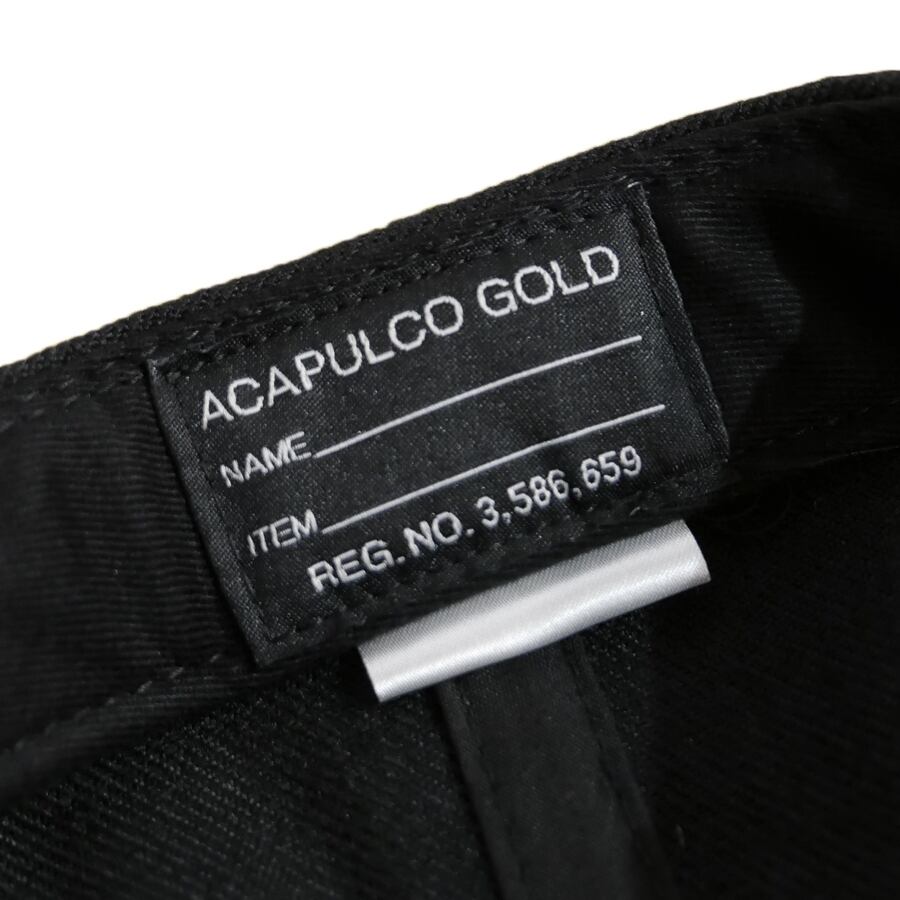 ACAPULCO GOLD
NAME
ITEM
REG. NO. 3,586,659